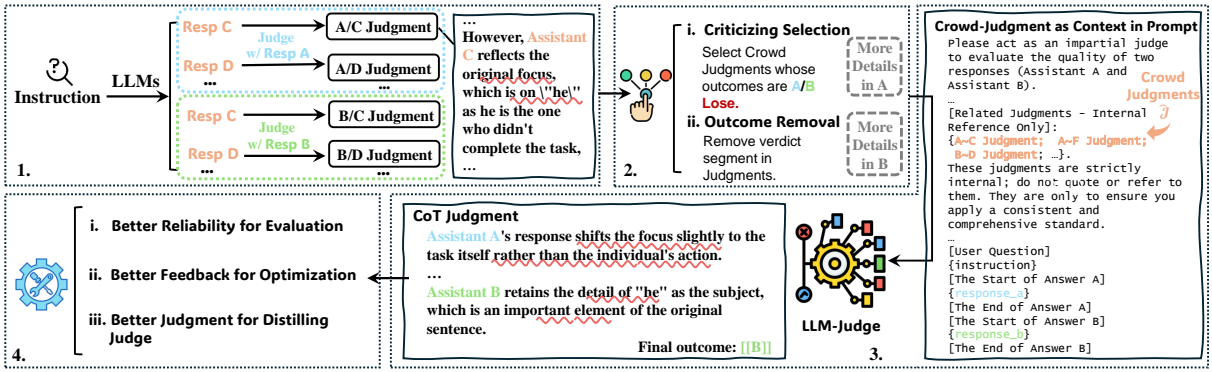 Instruction
LLMs
Resp C
Judge
w/ Resp A
Resp D
...
A/C Judgment
A/D Judgment
...
Resp C
Judge
w/ Resp B
Resp D
...
B/C Judgment
B/D Judgment
...
1.
...
However, Assistant
C reflects the
original focus,
which is on \"he\"
as he is the one
who didn't
complete the task,
...
i. Criticizing Selection
Select Crowd
Judgments whose
outcomes are A/B
Lose.
More
Details
in A
ii. Outcome Removal
Remove verdict
segment in
Judgments.
More
Details
in B
2.
Crowd-Judgment as Context in Prompt
Please act as an impartial judge
to evaluate the quality of two
responses (Assistant A and
Assistant B).
Crowd
Judgments
…
[Related Judgments - Internal
Reference Only]:
{A~C Judgment; A~F Judgment;
B~D Judgment; …}.
These judgments are strictly
internal; do not quote or refer to
them. They are only to ensure you
apply a consistent and
comprehensive standard.
…
[User Question]
{instruction}
[The Start of Answer A]
{response_a}
[The End of Answer A]
[The Start of Answer B]
{response_b}
[The End of Answer B]
3.
LLM-Judge
CoT Judgment
Assistant A's response shifts the focus slightly to the
task itself rather than the individual's action.
...
Assistant B retains the detail of "he" as the subject,
which is an important element of the original
sentence.
Final outcome: [[B]]
i. Better Reliability for Evaluation
ii. Better Feedback for Optimization
iii. Better Judgment for Distilling
Judge
4.